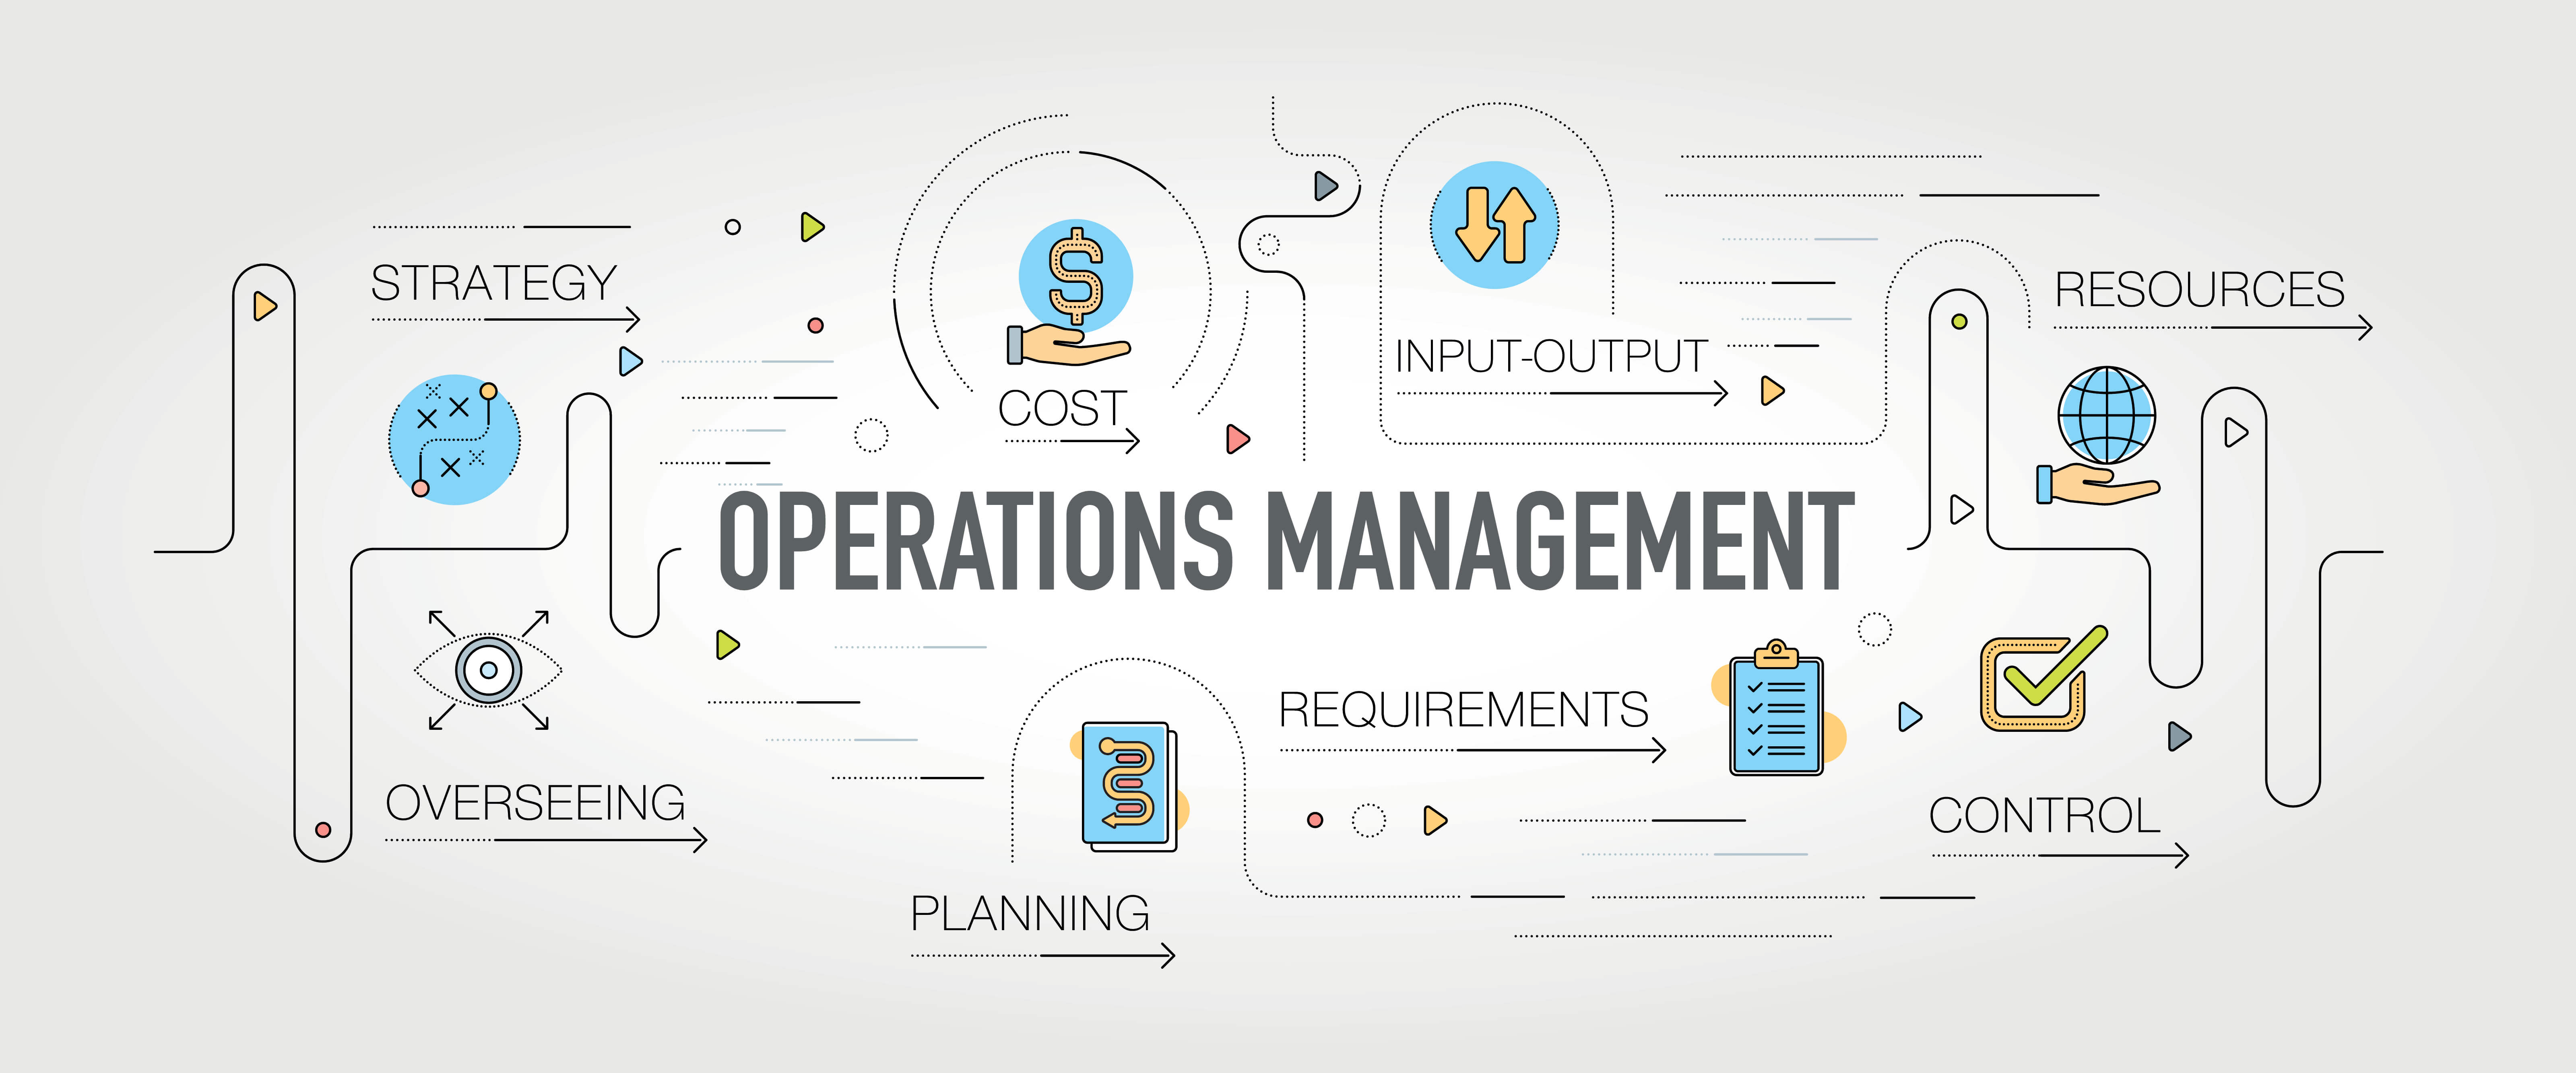 STRATEGY
COST
INPUT-OUTPUT
RESOURCES
OPERATIONS MANAGEMENT
OVERSEEING
PLANNING
REQUIREMENTS
CONTROL